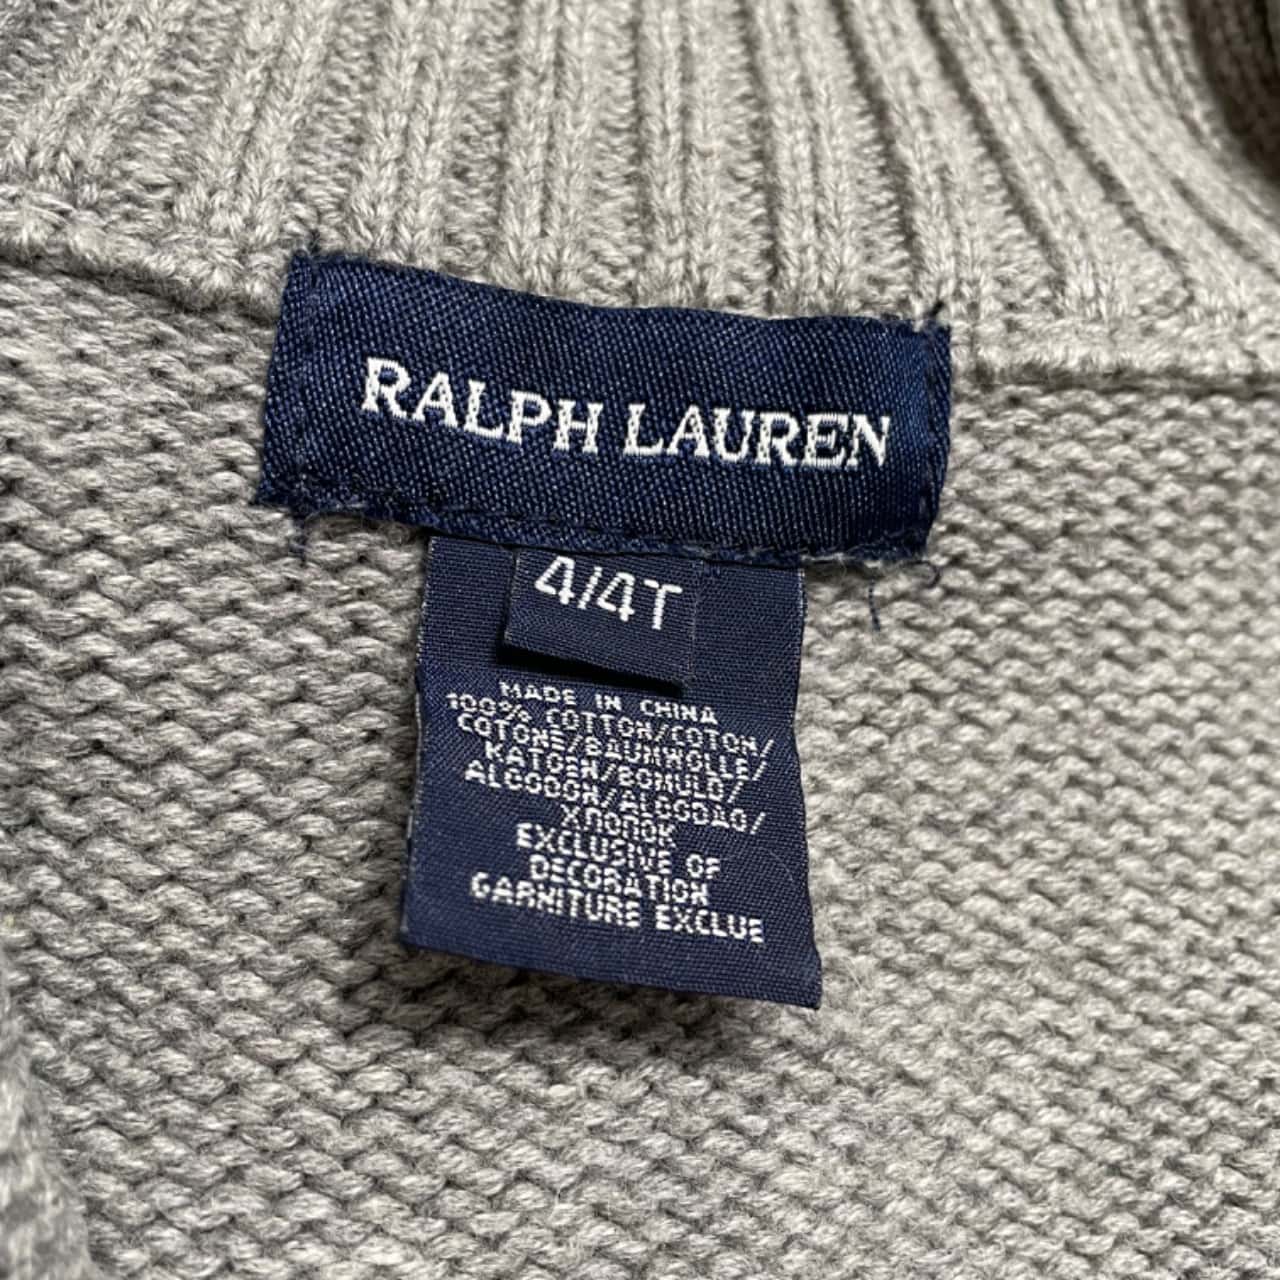 RALPH LAUREN
4/4T
MADE IN CHINA
100% COTTON/COTON/
COTONE/BAUMWOLLE/
KATOEN/BOMULD/
ALGODON/ALGODAO/
ХЛОПОК
EXCLUSIVE OF
DECORATION
GARNITURE EXCLUE